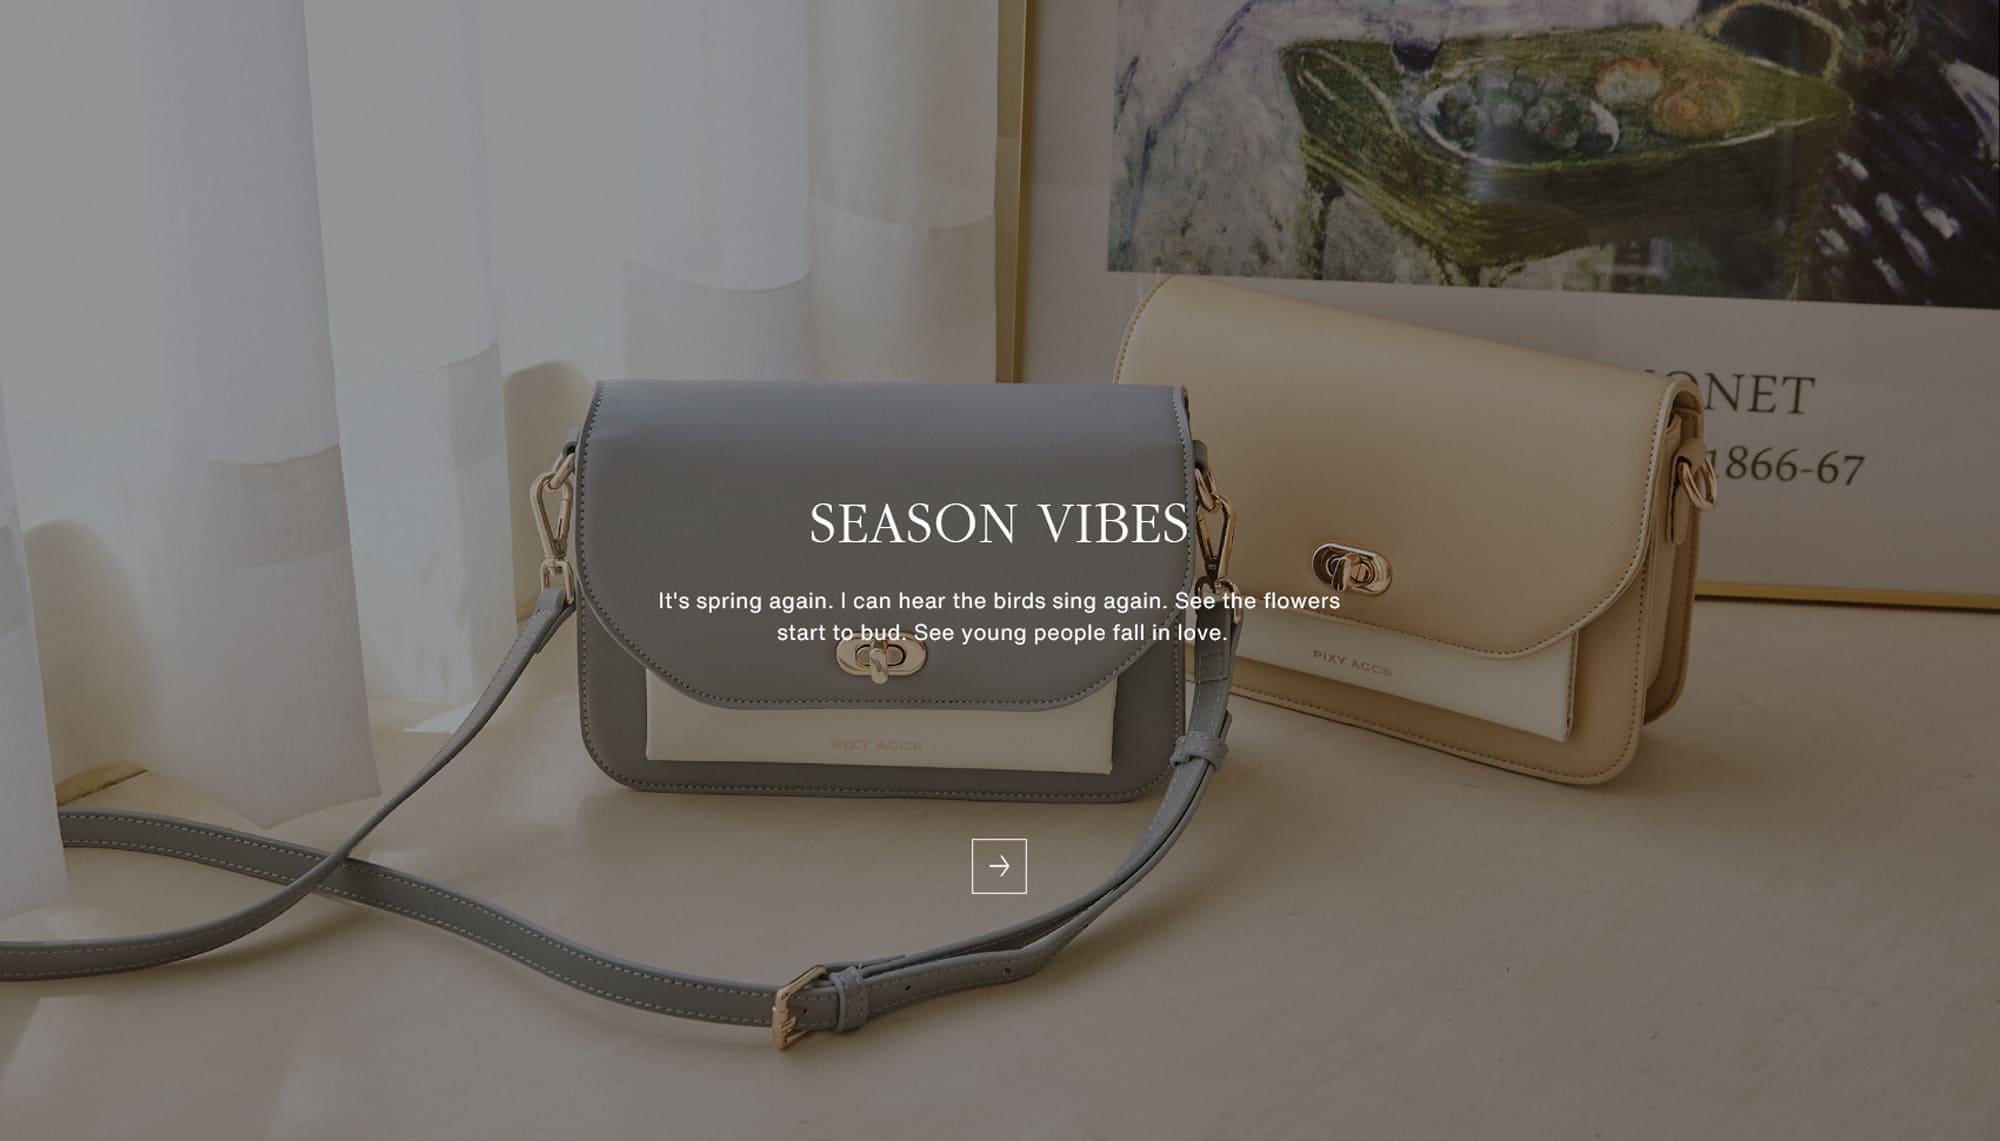 ONET
1866-67
SEASON VIBES
It's spring again. I can hear the birds sing again. See the flowers
start to bud. See young people fall in love.
PIXY ACCS
PIXY ACCS